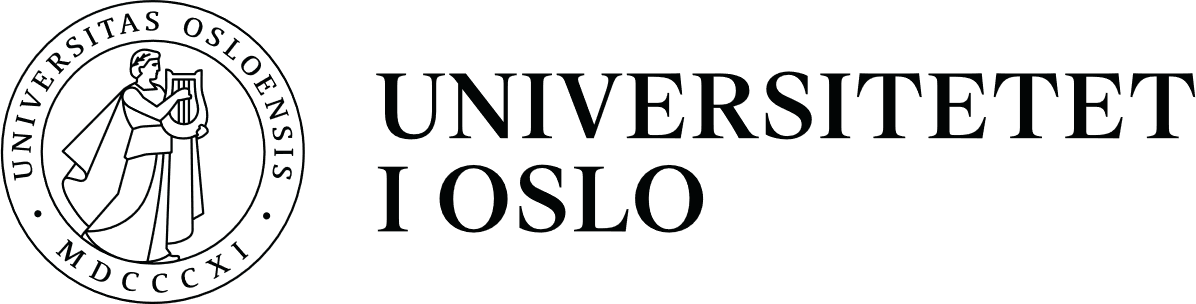 UNIVERSITAS OSLOENSIS
MDCCCXI
UNIVERSITETET
I OSLO